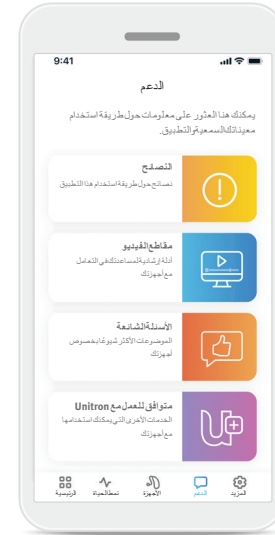 9:41
الدعم
يمكنك هنا العثور على معلومات حول طريقة استخدام
معيناتك السمعية والتطبيق.
النصائح
نصائح حول طريقة استخدام هذا التطبيق
مقاطع الفيديو
أدلة إرشادية لمساعدتك في التعامل
مع أجهزتك
الأسئلة الشائعة
الموضوعات الأكثر شيوعًا بخصوص
أجهزتك
متوافق للعمل مع Unitron
الخدمات الأخرى التي يمكنك استخدامها
مع أجهزتك
الرئيسية
نمط الحياة
الأجهزة
الدعم
المزيد